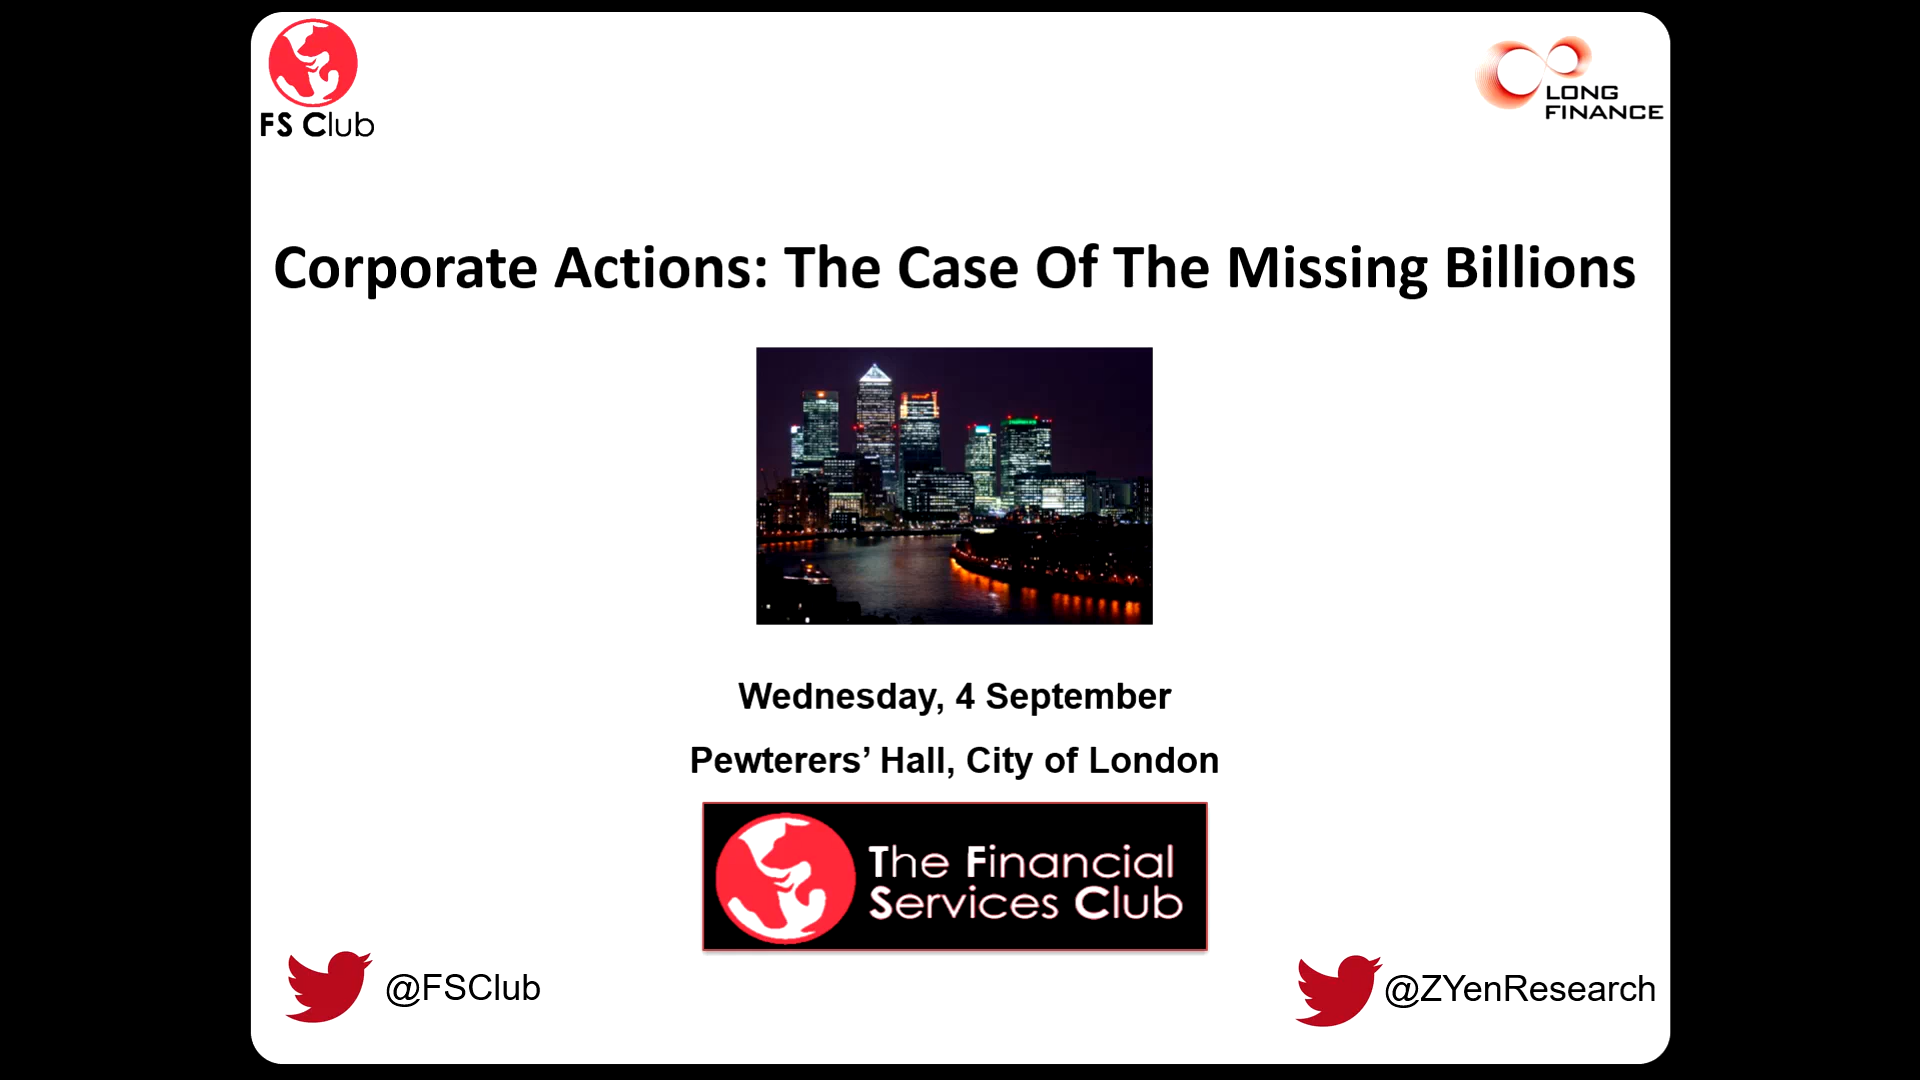 FS Club
LONG
FINANCE
Corporate Actions: The Case Of The Missing Billions
Wednesday, 4 September
Pewterers’ Hall, City of London
The Financial
Services Club
@FSClub
@ZYenResearch